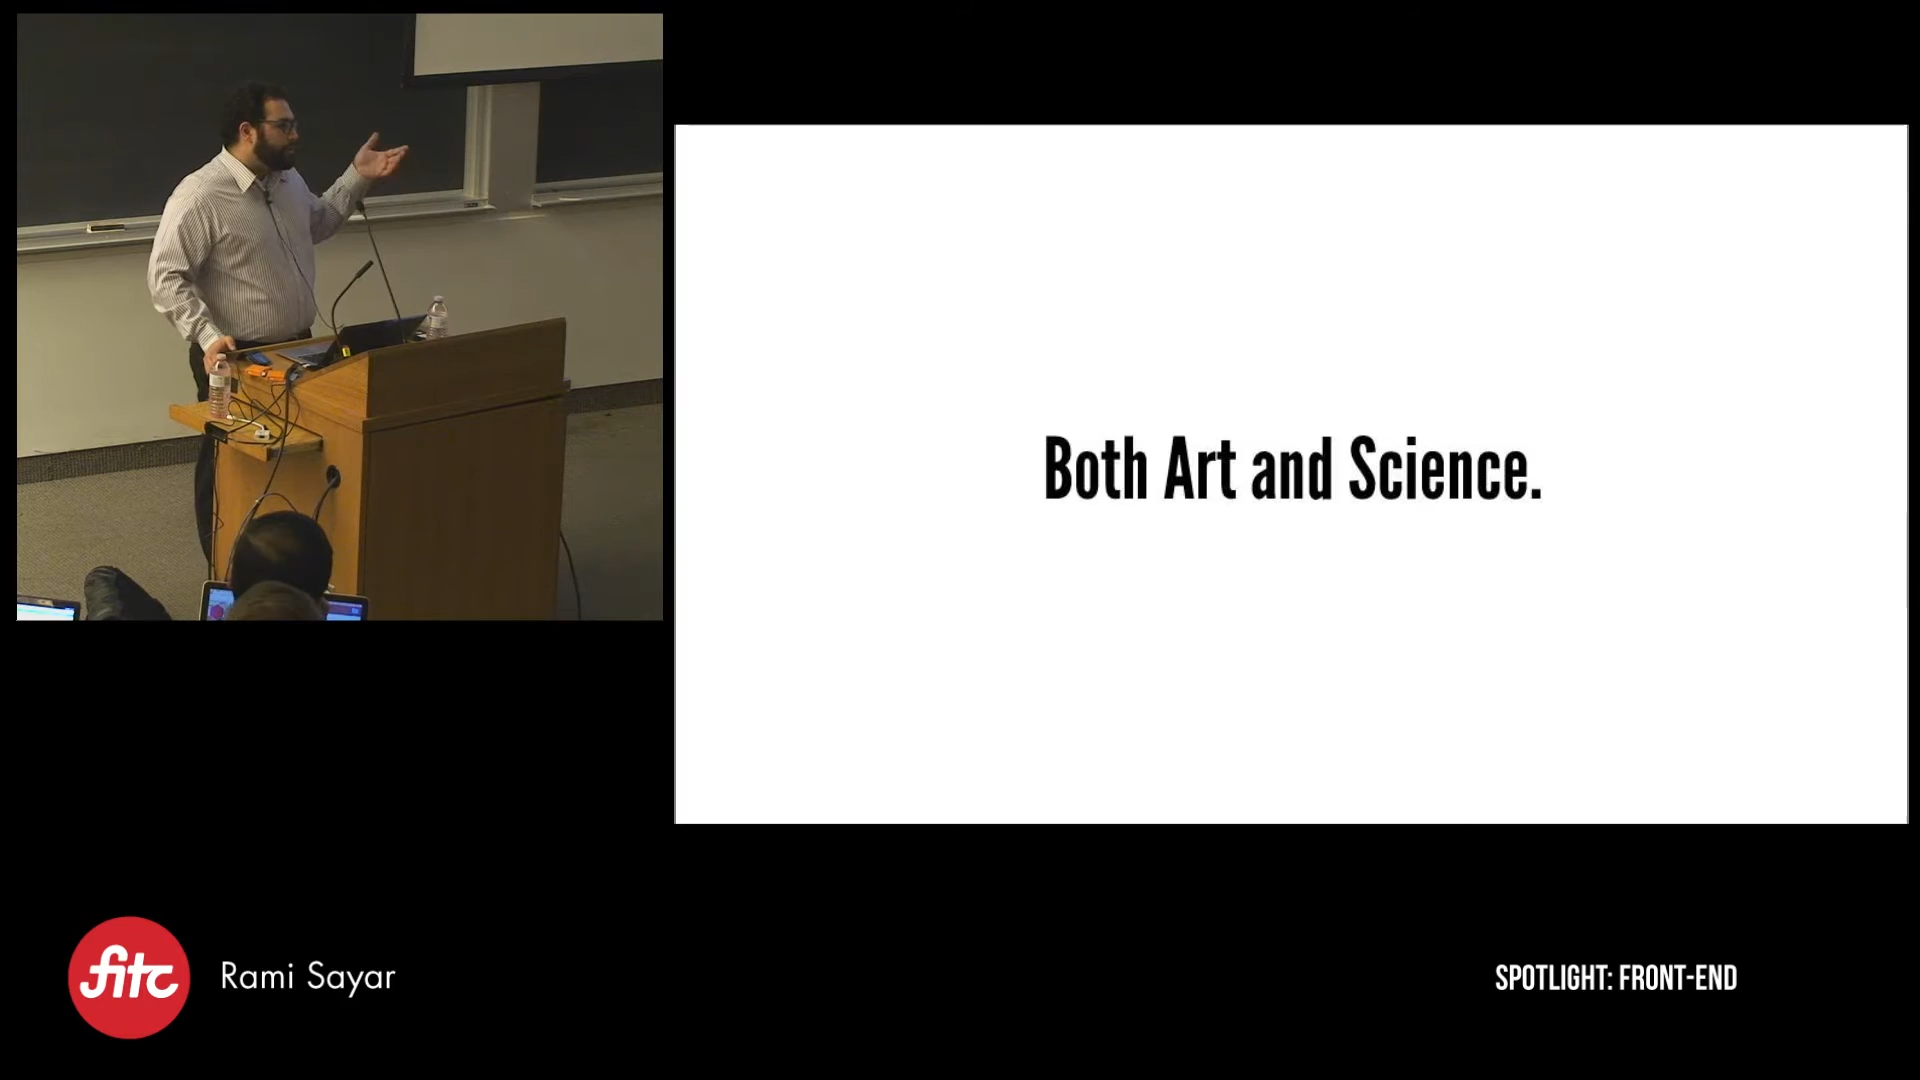 Both Art and Science.
fitc
Rami Sayar
SPOTLIGHT: FRONT-END